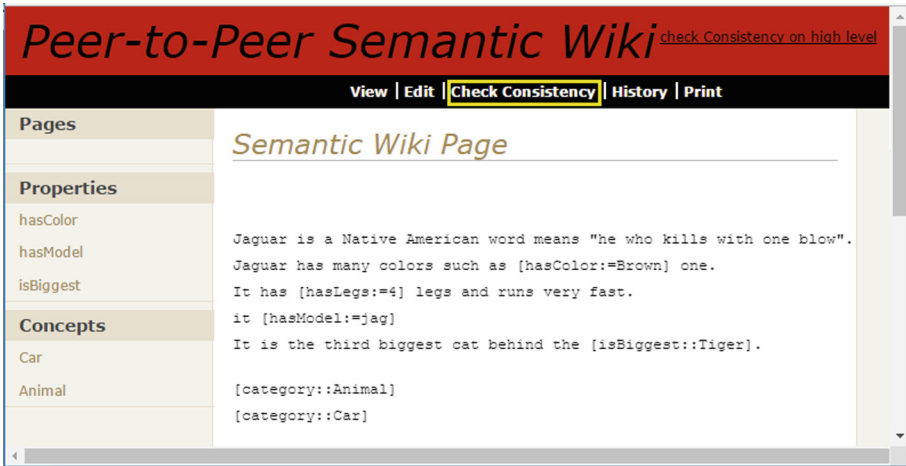 Peer-to-Peer Semantic Wiki check Consistency on high level
View | Edit | Check Consistency | History | Print
Pages
Properties
hasColor
hasModel
isBiggest
Concepts
Car
Animal
Semantic Wiki Page
Jaguar is a Native American word means "he who kills with one blow".
Jaguar has many colors such as [hasColor:=Brown] one.
It has [hasLegs:=4] legs and runs very fast.
it [hasModel:=jag]
It is the third biggest cat behind the [isBiggest::Tiger].
[category::Animal]
[category::Car]